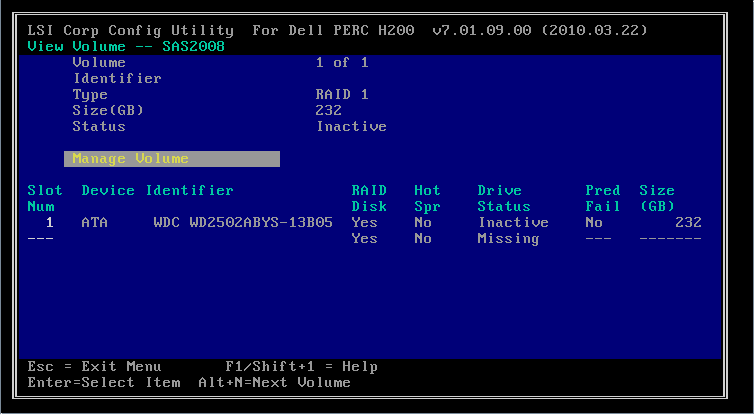 LSI Corp Config Utility  For Dell PERC H200  v7.01.09.00 (2010.03.22)
View Volume -- SAS2008
Volume 1 of 1
Identifier
Type RAID 1
Size(GB) 232
Status Inactive
Manage Volume
Slot Device Identifier RAID Hot Drive Pred Size
Num Disk Spr Status Fail (GB)
1 ATA WDC WD2502ABYS-13B05 Yes No Inactive No 232
--- Yes No Missing --- -------
Esc = Exit Menu F1/Shift+1 = Help
Enter=Select Item Alt+N=Next Volume